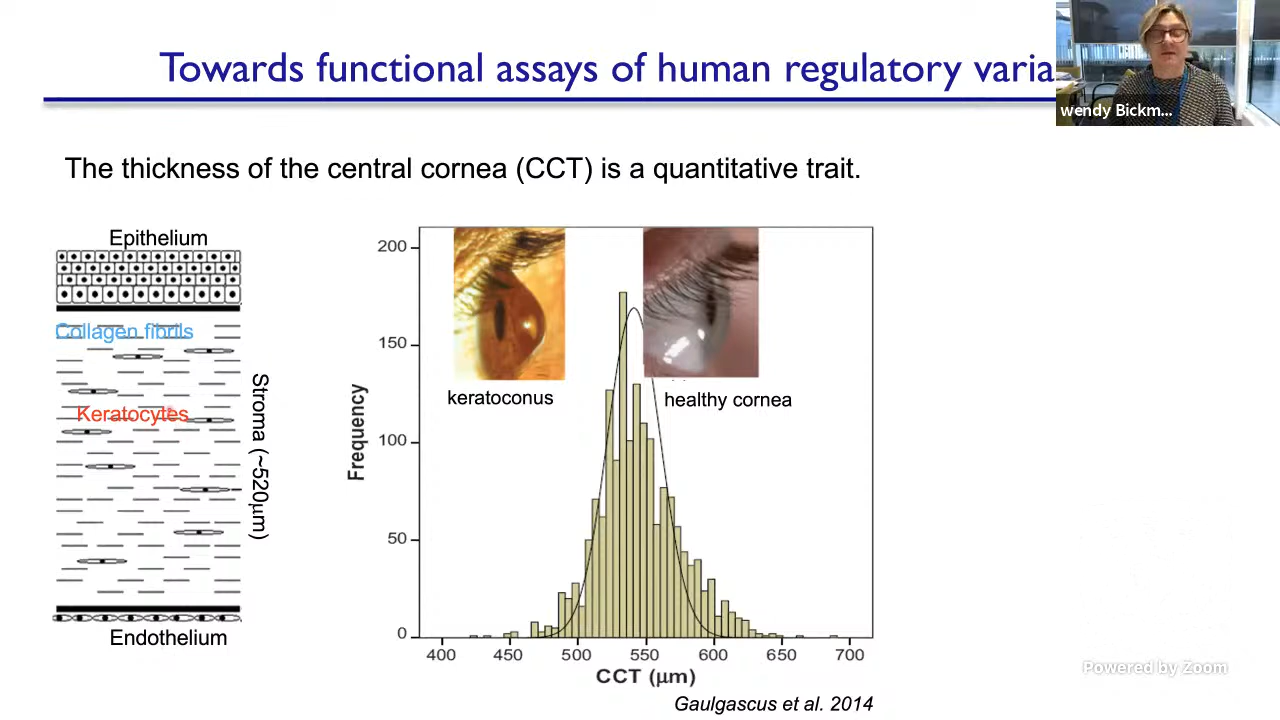 Towards functional assays of human regulatory varia
wendy Bickm...
The thickness of the central cornea (CCT) is a quantitative trait.
Epithelium
Collagen fibrils
Keratocytes
Stroma (~520μm)
Endothelium
Frequency
200
150
100
50
0
keratoconus
healthy cornea
400 450 500 550 600 650 700
CCT (μm)
Gaulgascus et al. 2014
Powered by Zoom